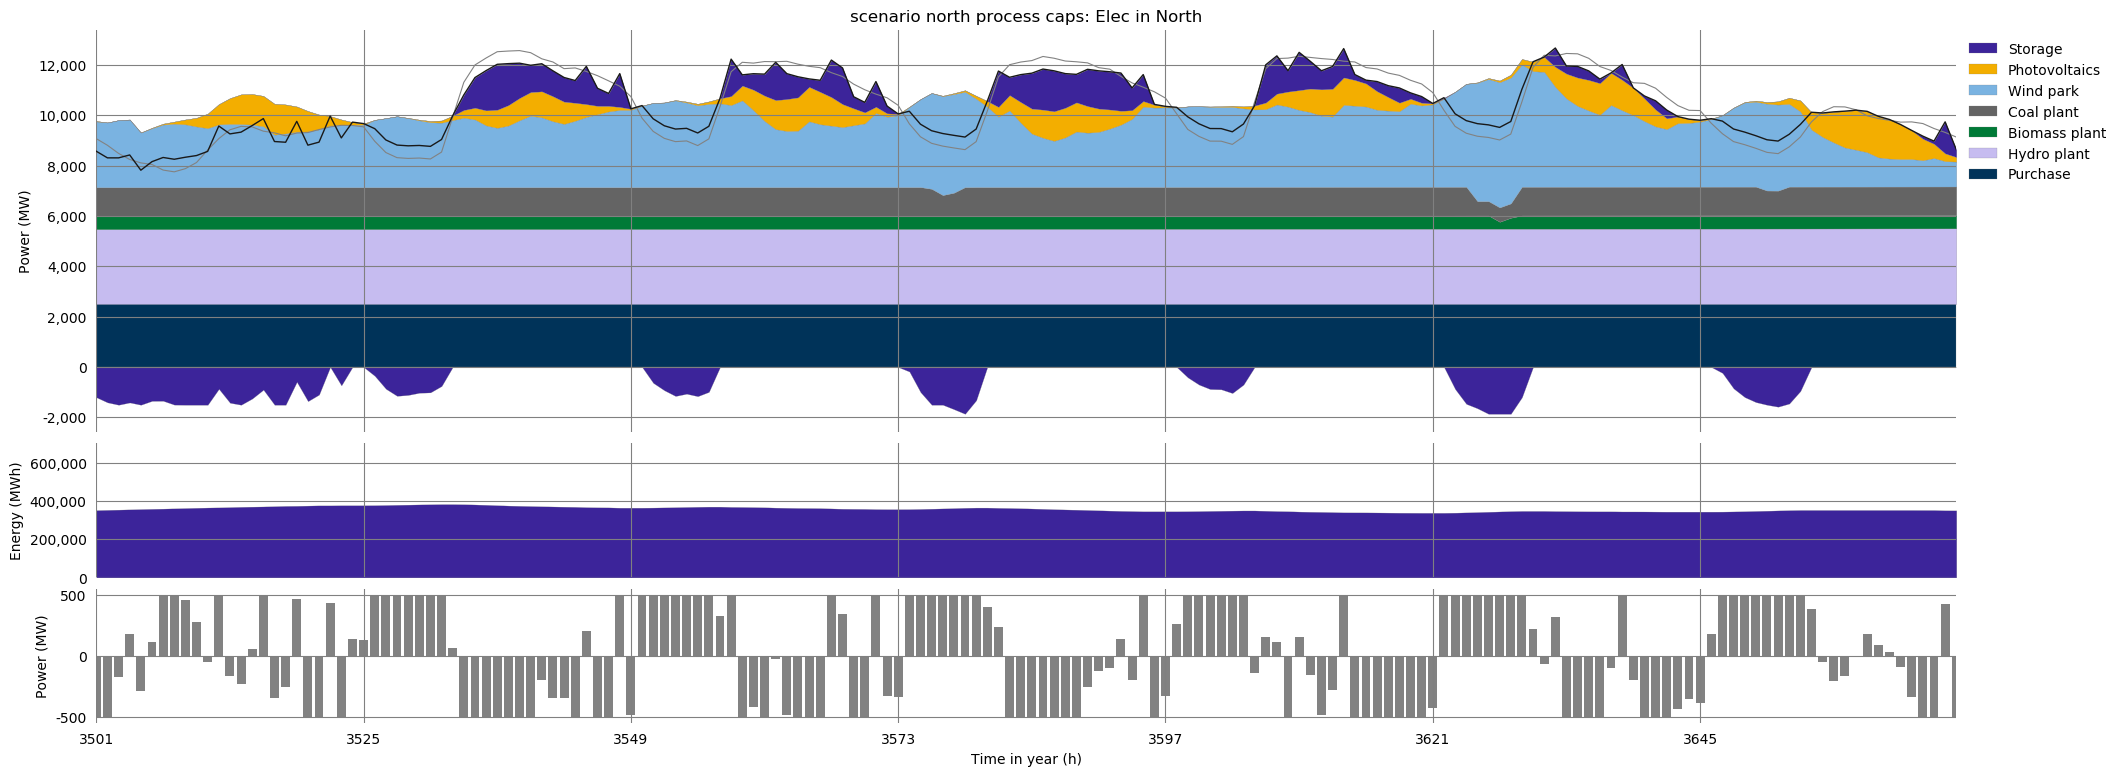 scenario north process caps: Elec in North
Storage
Photovoltaics
Wind park
Coal plant
Biomass plant
Hydro plant
Purchase
Power (MW)
12,000
10,000
8,000
6,000
4,000
2,000
0
-2,000
Energy (MWh)
600,000
400,000
200,000
0
Power (MW)
500
0
-500
3501 3525 3549 3573 3597 3621 3645
Time in year (h)